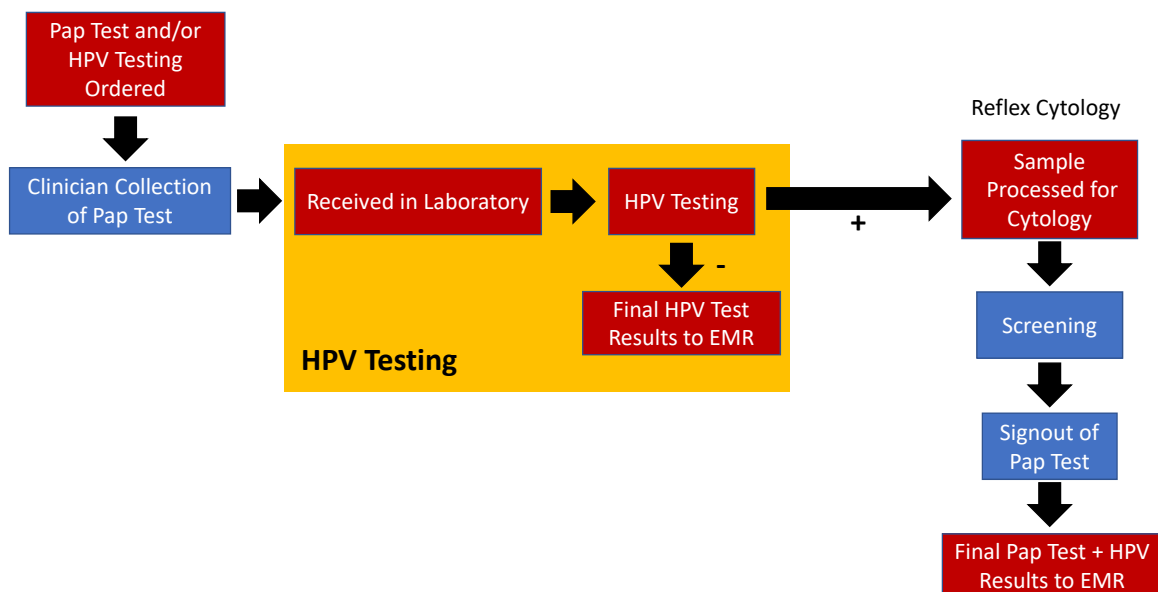 Pap Test and/or
HPV Testing
Ordered
Clinician Collection
of Pap Test
Received in Laboratory
HPV Testing
+
-
Final HPV Test
Results to EMR
HPV Testing
Reflex Cytology
Sample
Processed for
Cytology
Screening
Signout of
Pap Test
Final Pap Test + HPV
Results to EMR